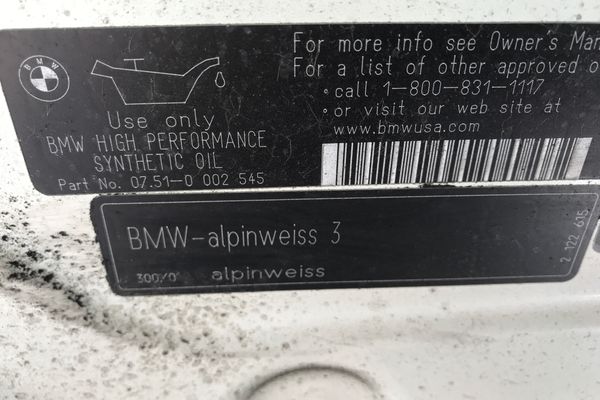 BMW
Use only
BMW HIGH PERFORMANCE
SYNTHETIC OIL
Part No. 07.51-0 002 545
For more info see Owner's Man
For a list of other approved o
• call 1-800-831-1117
• or visit our web site at
www.bmwusa.com
BMW-alpinweiss 3
300/0 alpinweiss
2 122 615